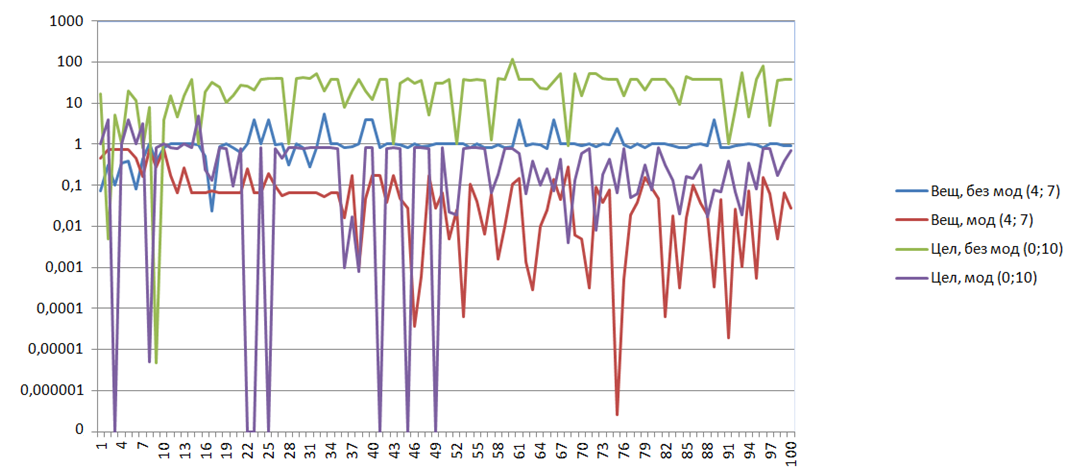 1000
100
10
1
0,1
0,01
0,001
0,0001
0,00001
0,000001
0
1 4 7 10 13 16 19 22 25 28 31 34 37 40 43 46 49 52 55 58 61 64 67 70 73 76 79 82 85 88 91 94 97 100
Вещ, без мод (4; 7)
Вещ, мод (4; 7)
Цел, без мод (0;10)
Цел, мод (0;10)